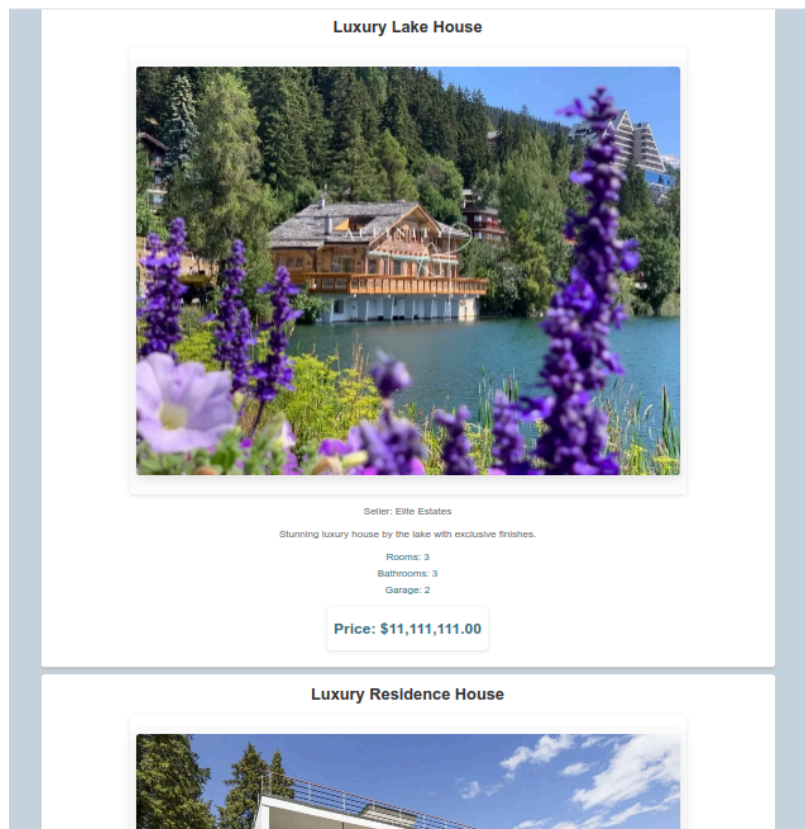 Luxury Lake House
ALPINITY
Seller: Elite Estates
Stunning luxury house by the lake with exclusive finishes.
Rooms: 3
Bathrooms: 3
Garage: 2
Price: $11,111,111.00
Luxury Residence House